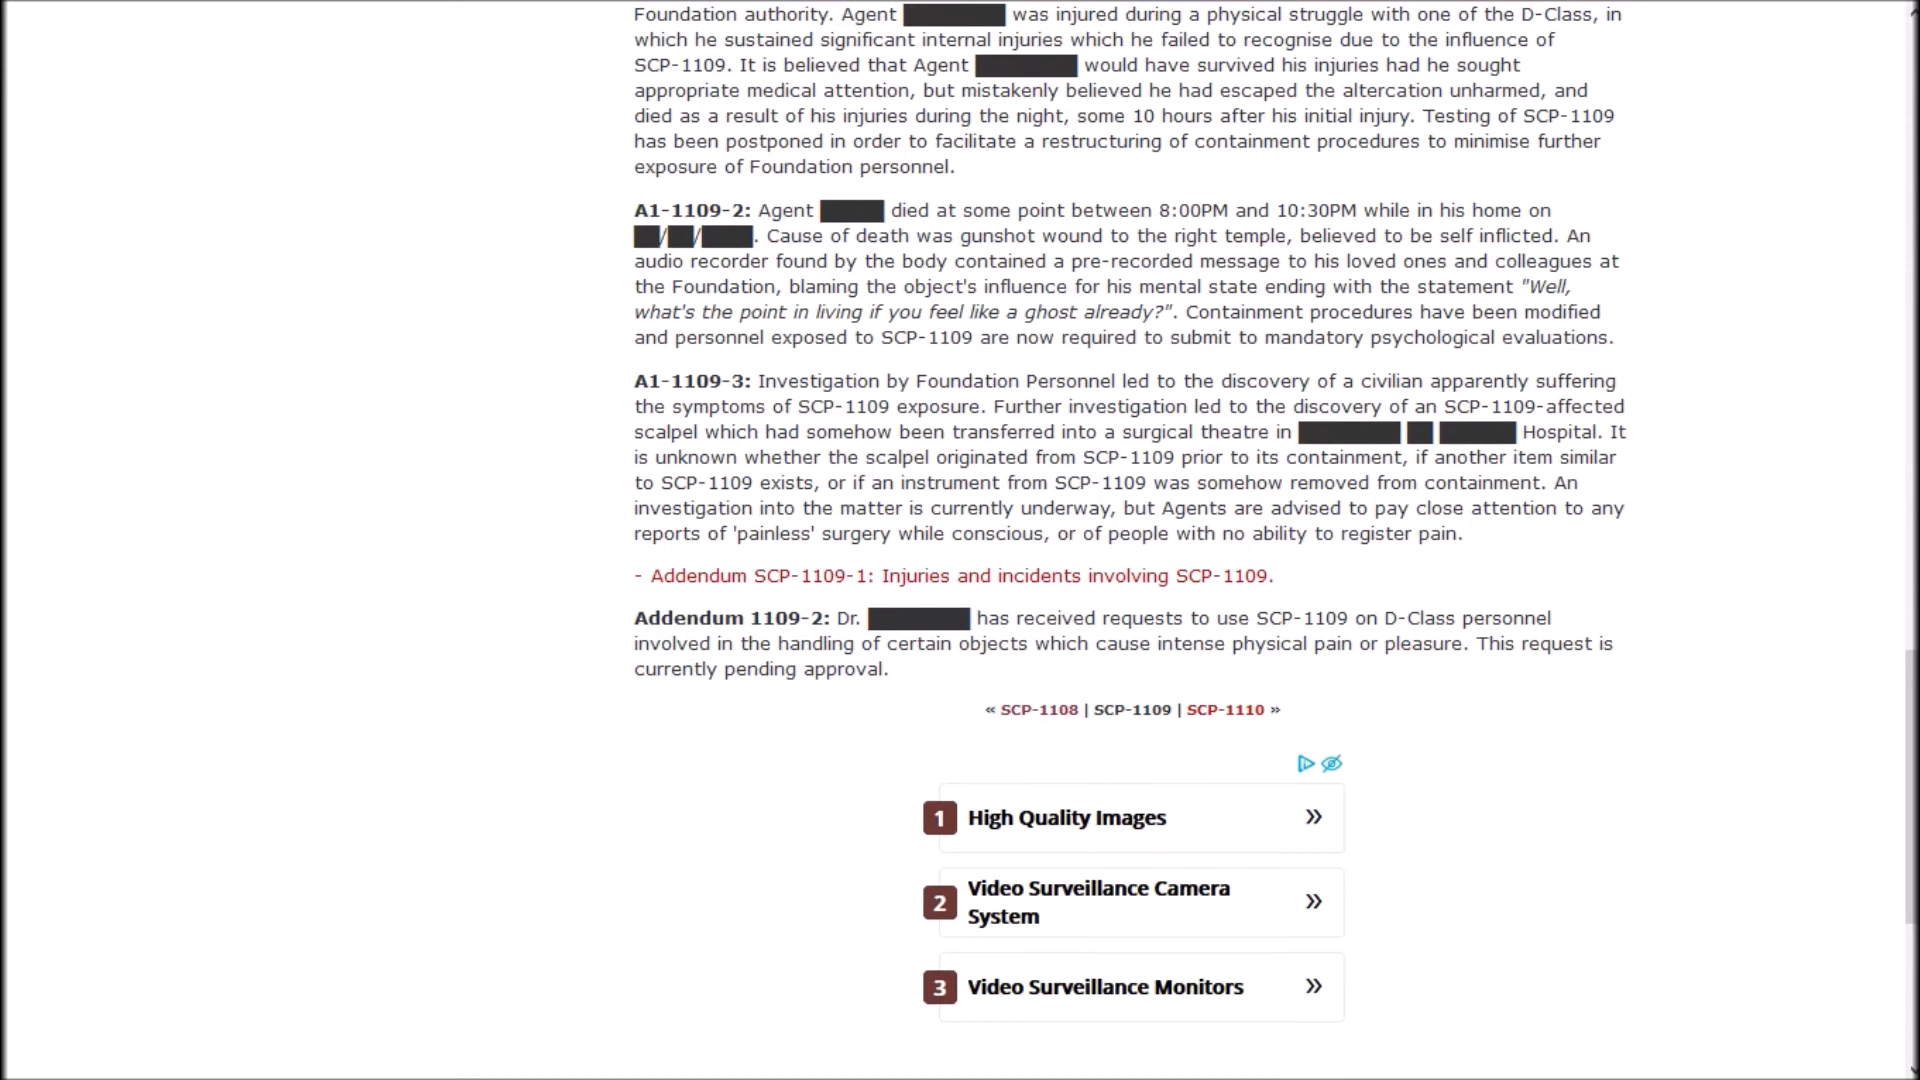 Foundation authority. Agent ████████ was injured during a physical struggle with one of the D-Class, in
which he sustained significant internal injuries which he failed to recognise due to the influence of
SCP-1109. It is believed that Agent ████████ would have survived his injuries had he sought
appropriate medical attention, but mistakenly believed he had escaped the altercation unharmed, and
died as a result of his injuries during the night, some 10 hours after his initial injury. Testing of SCP-1109
has been postponed in order to facilitate a restructuring of containment procedures to minimise further
exposure of Foundation personnel.
A1-1109-2: Agent █████ died at some point between 8:00PM and 10:30PM while in his home on
██/██/████. Cause of death was gunshot wound to the right temple, believed to be self inflicted. An
audio recorder found by the body contained a pre-recorded message to his loved ones and colleagues at
the Foundation, blaming the object's influence for his mental state ending with the statement "Well,
what's the point in living if you feel like a ghost already?". Containment procedures have been modified
and personnel exposed to SCP-1109 are now required to submit to mandatory psychological evaluations.
A1-1109-3: Investigation by Foundation Personnel led to the discovery of a civilian apparently suffering
the symptoms of SCP-1109 exposure. Further investigation led to the discovery of an SCP-1109-affected
scalpel which had somehow been transferred into a surgical theatre in ████████ ██ ██████ Hospital. It
is unknown whether the scalpel originated from SCP-1109 prior to its containment, if another item similar
to SCP-1109 exists, or if an instrument from SCP-1109 was somehow removed from containment. An
investigation into the matter is currently underway, but Agents are advised to pay close attention to any
reports of 'painless' surgery while conscious, or of people with no ability to register pain.
- Addendum SCP-1109-1: Injuries and incidents involving SCP-1109.
Addendum 1109-2: Dr. ████████ has received requests to use SCP-1109 on D-Class personnel
involved in the handling of certain objects which cause intense physical pain or pleasure. This request is
currently pending approval.
« SCP-1108 | SCP-1109 | SCP-1110 »
1 High Quality Images »
2 Video Surveillance Camera
System »
3 Video Surveillance Monitors »